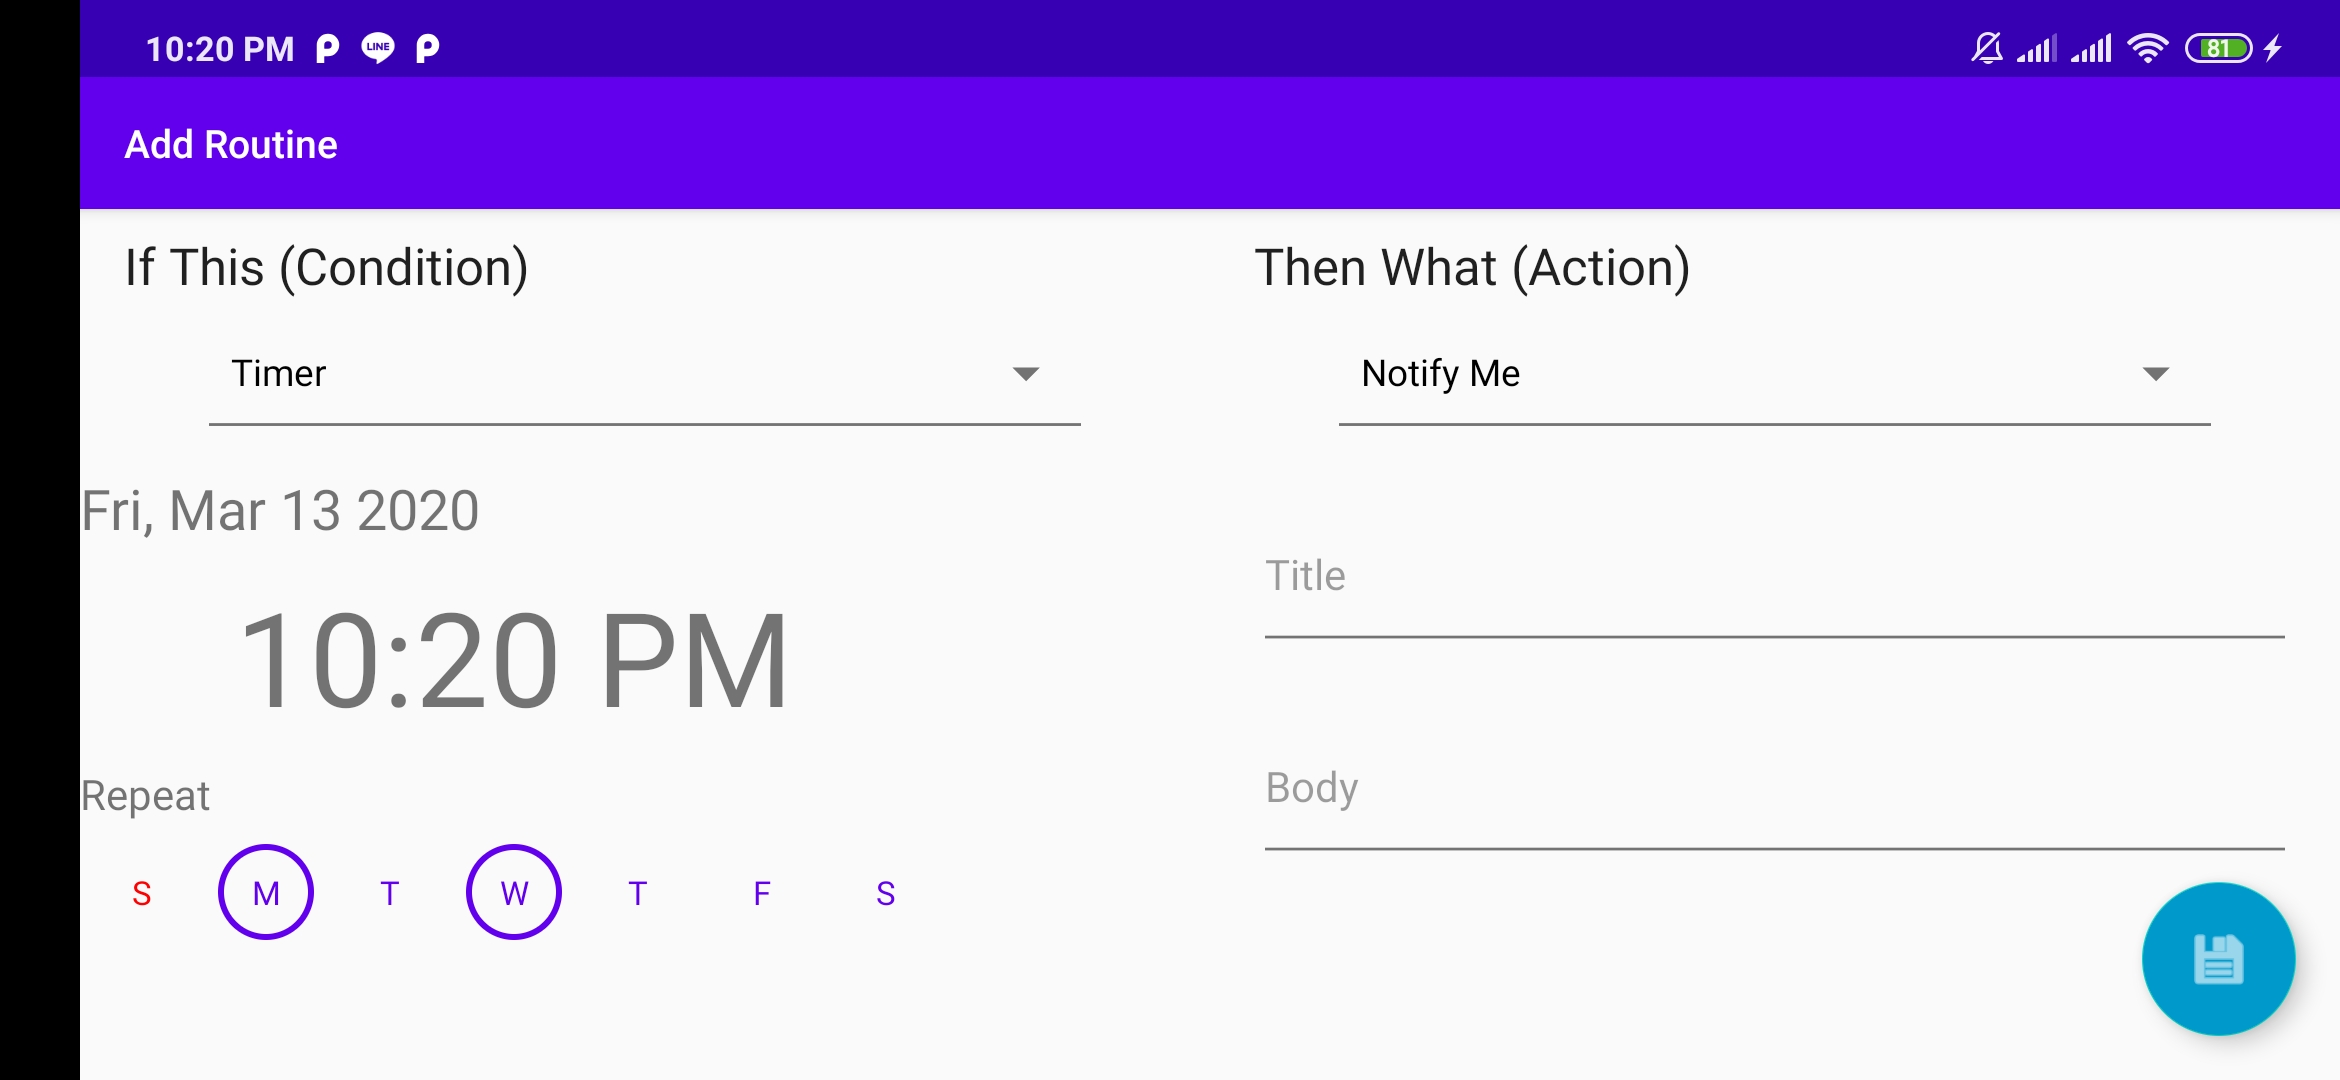 10:20 PM LINE 81
Add Routine
If This (Condition)
Timer
Fri, Mar 13 2020
10:20 PM
Repeat
S M T W T F S
Then What (Action)
Notify Me
Title
Body